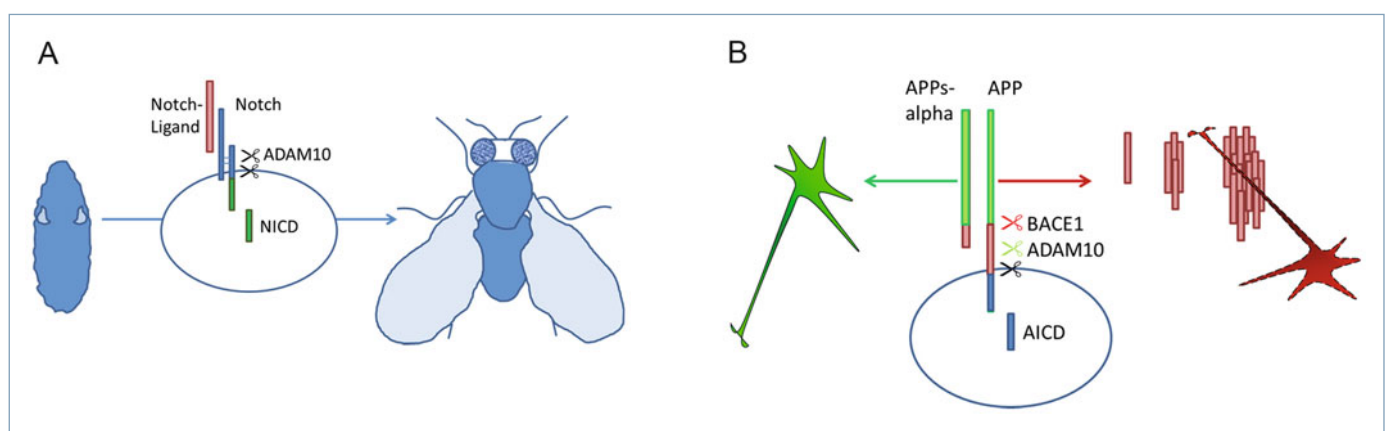 A
Notch-
Ligand
Notch
ADAM10
NICD
B
APPs-
alpha
APP
BACE1
ADAM10
AICD